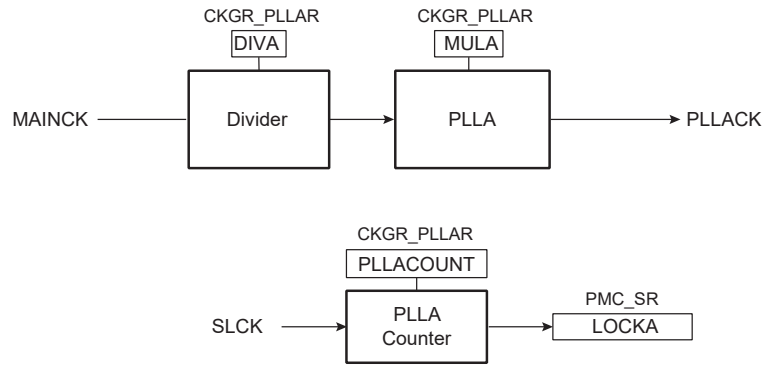 CKGR_PLLAR
CKGR_PLLAR
DIVA
MULA
MAINCK
Divider
PLLA
PLLACK
CKGR_PLLAR
PLLACOUNT
PMC_SR
SLCK
PLLA
Counter
LOCKA